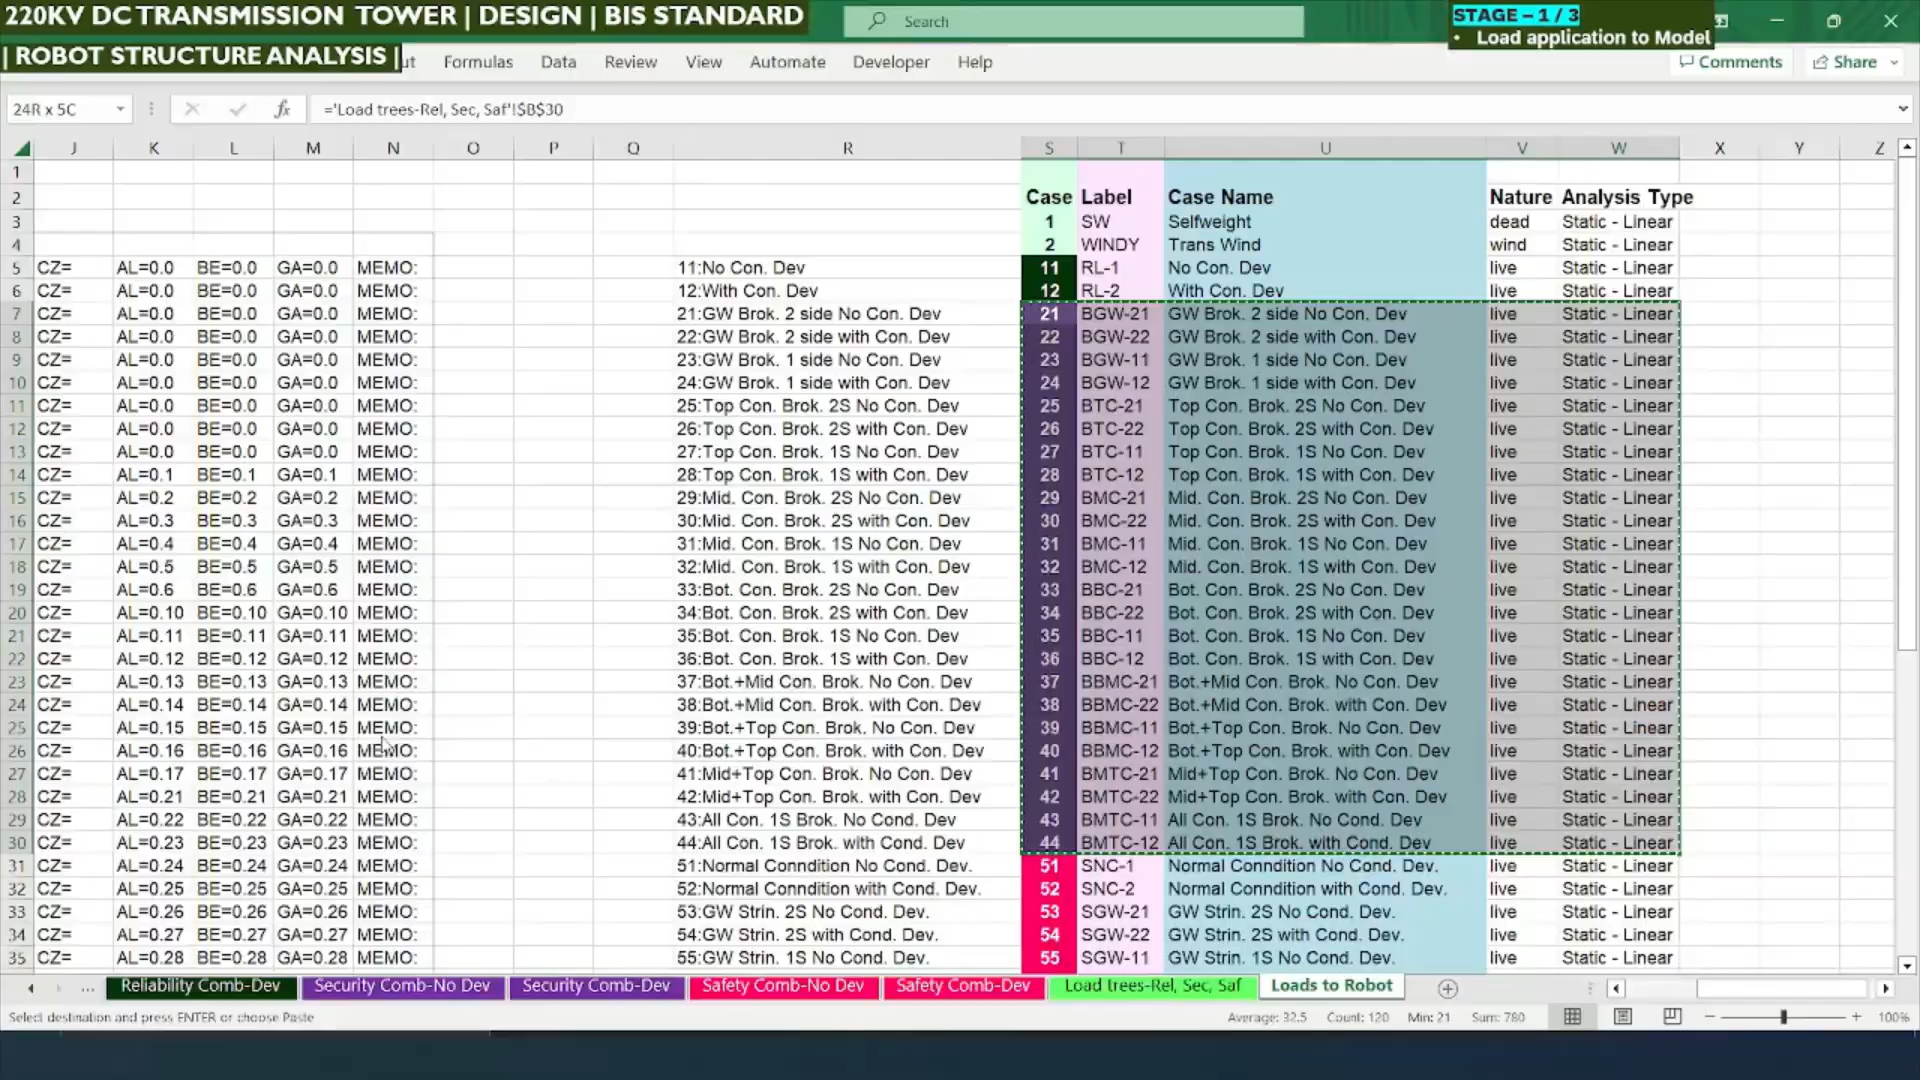 220KV DC TRANSMISSION TOWER | DESIGN | BIS STANDARD
| ROBOT STRUCTURE ANALYSIS |
Search
STAGE – 1 / 3
• Load application to Model
ut Formulas Data Review View Automate Developer Help
Comments Share
24R x 5C fx ='Load trees-Rel, Sec, Saf'!$B$30
J K L M N O P Q R S T U V W X Y Z
1
2 Case Label Case Name Nature Analysis Type
3 1 SW Selfweight dead Static - Linear
4 2 WINDY Trans Wind wind Static - Linear
5 CZ= AL=0.0 BE=0.0 GA=0.0 MEMO: 11:No Con. Dev 11 RL-1 No Con. Dev live Static - Linear
6 CZ= AL=0.0 BE=0.0 GA=0.0 MEMO: 12:With Con. Dev 12 RL-2 With Con. Dev live Static - Linear
7 CZ= AL=0.0 BE=0.0 GA=0.0 MEMO: 21:GW Brok. 2 side No Con. Dev 21 BGW-21 GW Brok. 2 side No Con. Dev live Static - Linear
8 CZ= AL=0.0 BE=0.0 GA=0.0 MEMO: 22:GW Brok. 2 side with Con. Dev 22 BGW-22 GW Brok. 2 side with Con. Dev live Static - Linear
9 CZ= AL=0.0 BE=0.0 GA=0.0 MEMO: 23:GW Brok. 1 side No Con. Dev 23 BGW-11 GW Brok. 1 side No Con. Dev live Static - Linear
10 CZ= AL=0.0 BE=0.0 GA=0.0 MEMO: 24:GW Brok. 1 side with Con. Dev 24 BGW-12 GW Brok. 1 side with Con. Dev live Static - Linear
11 CZ= AL=0.0 BE=0.0 GA=0.0 MEMO: 25:Top Con. Brok. 2S No Con. Dev 25 BTC-21 Top Con. Brok. 2S No Con. Dev live Static - Linear
12 CZ= AL=0.0 BE=0.0 GA=0.0 MEMO: 26:Top Con. Brok. 2S with Con. Dev 26 BTC-22 Top Con. Brok. 2S with Con. Dev live Static - Linear
13 CZ= AL=0.0 BE=0.0 GA=0.0 MEMO: 27:Top Con. Brok. 1S No Con. Dev 27 BTC-11 Top Con. Brok. 1S No Con. Dev live Static - Linear
14 CZ= AL=0.1 BE=0.1 GA=0.1 MEMO: 28:Top Con. Brok. 1S with Con. Dev 28 BTC-12 Top Con. Brok. 1S with Con. Dev live Static - Linear
15 CZ= AL=0.2 BE=0.2 GA=0.2 MEMO: 29:Mid. Con. Brok. 2S No Con. Dev 29 BMC-21 Mid. Con. Brok. 2S No Con. Dev live Static - Linear
16 CZ= AL=0.3 BE=0.3 GA=0.3 MEMO: 30:Mid. Con. Brok. 2S with Con. Dev 30 BMC-22 Mid. Con. Brok. 2S with Con. Dev live Static - Linear
17 CZ= AL=0.4 BE=0.4 GA=0.4 MEMO: 31:Mid. Con. Brok. 1S No Con. Dev 31 BMC-11 Mid. Con. Brok. 1S No Con. Dev live Static - Linear
18 CZ= AL=0.5 BE=0.5 GA=0.5 MEMO: 32:Mid. Con. Brok. 1S with Con. Dev 32 BMC-12 Mid. Con. Brok. 1S with Con. Dev live Static - Linear
19 CZ= AL=0.6 BE=0.6 GA=0.6 MEMO: 33:Bot. Con. Brok. 2S No Con. Dev 33 BBC-21 Bot. Con. Brok. 2S No Con. Dev live Static - Linear
20 CZ= AL=0.10 BE=0.10 GA=0.10 MEMO: 34:Bot. Con. Brok. 2S with Con. Dev 34 BBC-22 Bot. Con. Brok. 2S with Con. Dev live Static - Linear
21 CZ= AL=0.11 BE=0.11 GA=0.11 MEMO: 35:Bot. Con. Brok. 1S No Con. Dev 35 BBC-11 Bot. Con. Brok. 1S No Con. Dev live Static - Linear
22 CZ= AL=0.12 BE=0.12 GA=0.12 MEMO: 36:Bot. Con. Brok. 1S with Con. Dev 36 BBC-12 Bot. Con. Brok. 1S with Con. Dev live Static - Linear
23 CZ= AL=0.13 BE=0.13 GA=0.13 MEMO: 37:Bot.+Mid Con. Brok. No Con. Dev 37 BBMC-21 Bot.+Mid Con. Brok. No Con. Dev live Static - Linear
24 CZ= AL=0.14 BE=0.14 GA=0.14 MEMO: 38:Bot.+Mid Con. Brok. with Con. Dev 38 BBMC-22 Bot.+Mid Con. Brok. with Con. Dev live Static - Linear
25 CZ= AL=0.15 BE=0.15 GA=0.15 MEMO: 39:Bot.+Top Con. Brok. No Con. Dev 39 BBMC-11 Bot.+Top Con. Brok. No Con. Dev live Static - Linear
26 CZ= AL=0.16 BE=0.16 GA=0.16 MEMO: 40:Bot.+Top Con. Brok. with Con. Dev 40 BBMC-12 Bot.+Top Con. Brok. with Con. Dev live Static - Linear
27 CZ= AL=0.17 BE=0.17 GA=0.17 MEMO: 41:Mid+Top Con. Brok. No Con. Dev 41 BMTC-21 Mid+Top Con. Brok. No Con. Dev live Static - Linear
28 CZ= AL=0.21 BE=0.21 GA=0.21 MEMO: 42:Mid+Top Con. Brok. with Con. Dev 42 BMTC-22 Mid+Top Con. Brok. with Con. Dev live Static - Linear
29 CZ= AL=0.22 BE=0.22 GA=0.22 MEMO: 43:All Con. 1S Brok. No Cond. Dev 43 BMTC-11 All Con. 1S Brok. No Cond. Dev live Static - Linear
30 CZ= AL=0.23 BE=0.23 GA=0.23 MEMO: 44:All Con. 1S Brok. with Cond. Dev 44 BMTC-12 All Con. 1S Brok. with Cond. Dev live Static - Linear
31 CZ= AL=0.24 BE=0.24 GA=0.24 MEMO: 51:Normal Conndition No Cond. Dev. 51 SNC-1 Normal Conndition No Cond. Dev. live Static - Linear
32 CZ= AL=0.25 BE=0.25 GA=0.25 MEMO: 52:Normal Conndition with Cond. Dev. 52 SNC-2 Normal Conndition with Cond. Dev. live Static - Linear
33 CZ= AL=0.26 BE=0.26 GA=0.26 MEMO: 53:GW Strin. 2S No Cond. Dev. 53 SGW-21 GW Strin. 2S No Cond. Dev. live Static - Linear
34 CZ= AL=0.27 BE=0.27 GA=0.27 MEMO: 54:GW Strin. 2S with Cond. Dev. 54 SGW-22 GW Strin. 2S with Cond. Dev. live Static - Linear
35 CZ= AL=0.28 BE=0.28 GA=0.28 MEMO: 55:GW Strin. 1S No Cond. Dev. 55 SGW-11 GW Strin. 1S No Cond. Dev. live Static - Linear
... Reliability Comb-Dev Security Comb-No Dev Security Comb-Dev Safety Comb-No Dev Safety Comb-Dev Load trees-Rel, Sec, Saf Loads to Robot
Select destination and press ENTER or choose Paste Average: 32.5 Count: 120 Min: 21 Sum: 780 100%